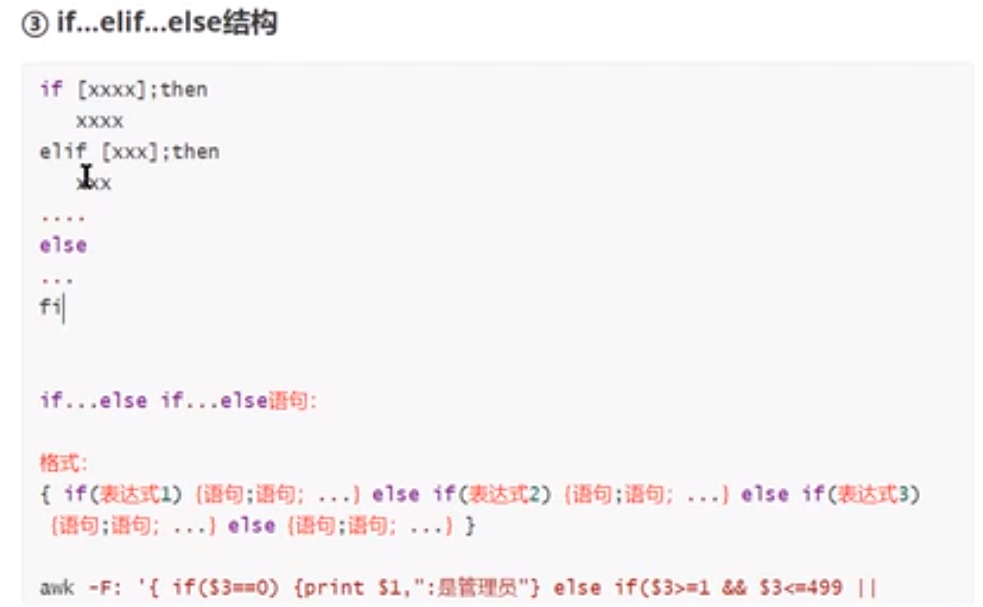 ③ if...elif...else结构
if [xxxx];then
xxxx
elif [xxx];then
xxx
....
else
...
fi
if...else if...else语句:
格式:
{ if(表达式1) {语句;语句; ...} else if(表达式2) {语句;语句; ...} else if(表达式3)
{语句;语句; ...} else {语句;语句; ...} }
awk -F: '{ if($3==0) {print $1,":是管理员"} else if($3>=1 && $3<=499 ||